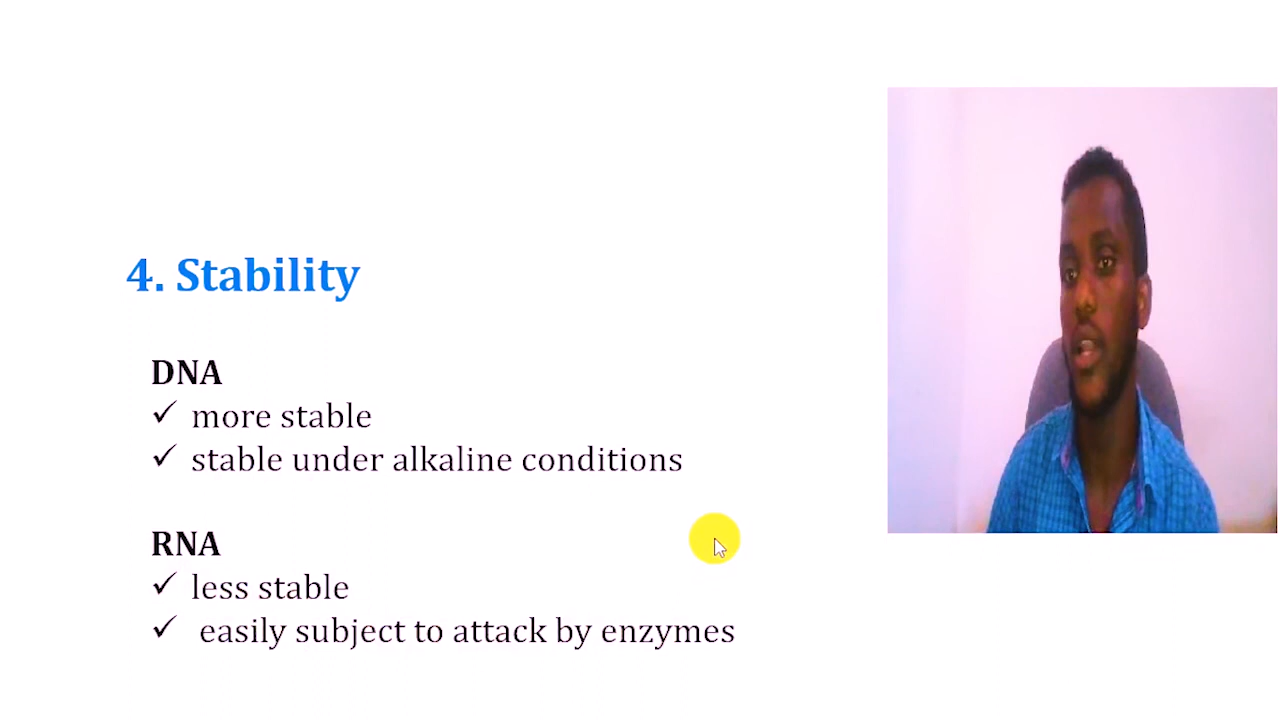 4. Stability
DNA
✓ more stable
✓ stable under alkaline conditions
RNA
✓ less stable
✓ easily subject to attack by enzymes